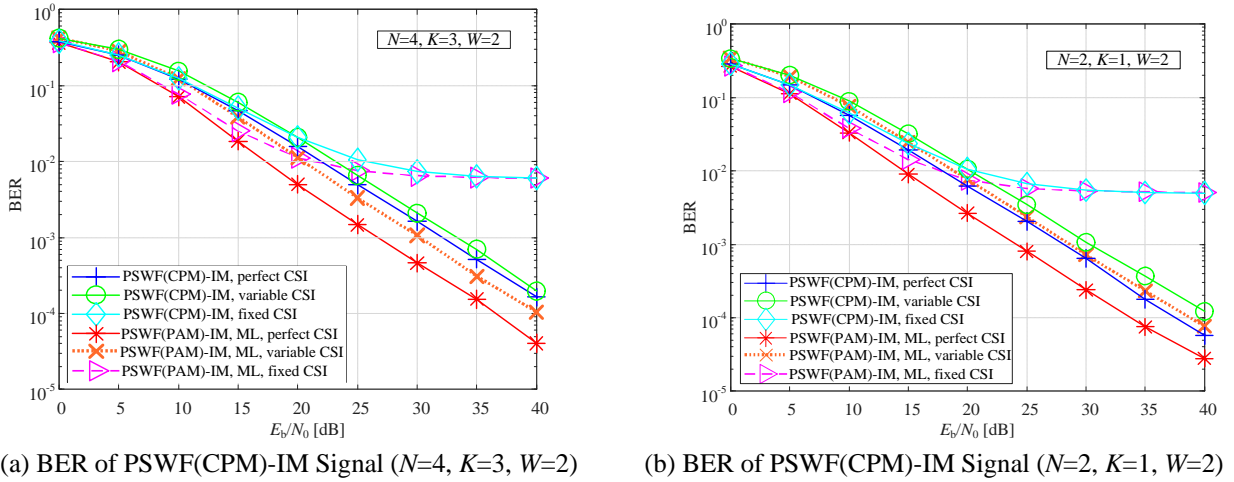 10^0
10^-1
10^-2
10^-3
10^-4
10^-5
BER
N=4, K=3, W=2
PSWF(CPM)-IM, perfect CSI
PSWF(CPM)-IM, variable CSI
PSWF(CPM)-IM, fixed CSI
PSWF(PAM)-IM, ML, perfect CSI
PSWF(PAM)-IM, ML, variable CSI
PSWF(PAM)-IM, ML, fixed CSI
0 5 10 15 20 25 30 35 40
E_b/N_0 [dB]
(a) BER of PSWF(CPM)-IM Signal (N=4, K=3, W=2)
10^0
10^-1
10^-2
10^-3
10^-4
10^-5
BER
N=2, K=1, W=2
PSWF(CPM)-IM, perfect CSI
PSWF(CPM)-IM, variable CSI
PSWF(CPM)-IM, fixed CSI
PSWF(PAM)-IM, ML, perfect CSI
PSWF(PAM)-IM, ML, variable CSI
PSWF(PAM)-IM, ML, fixed CSI
0 5 10 15 20 25 30 35 40
E_b/N_0 [dB]
(b) BER of PSWF(CPM)-IM Signal (N=2, K=1, W=2)